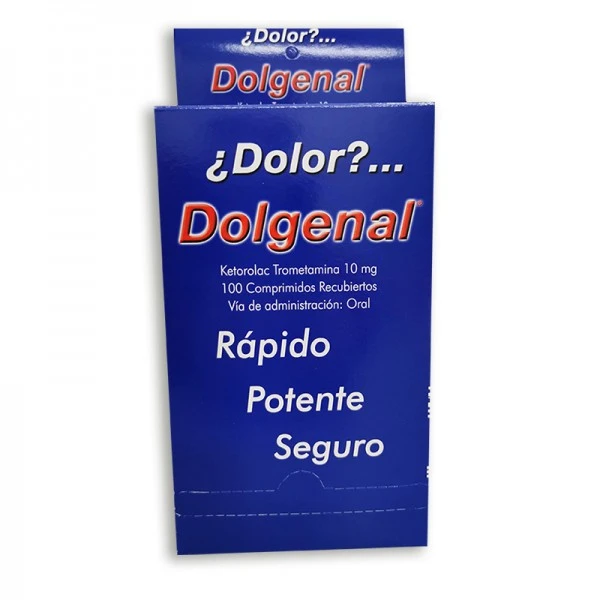 ¿Dolor?...
Dolgenal®
¿Dolor?...
Dolgenal®
Ketorolac Trometamina 10 mg
100 Comprimidos Recubiertos
Vía de administración: Oral
Rápido
Potente
Seguro